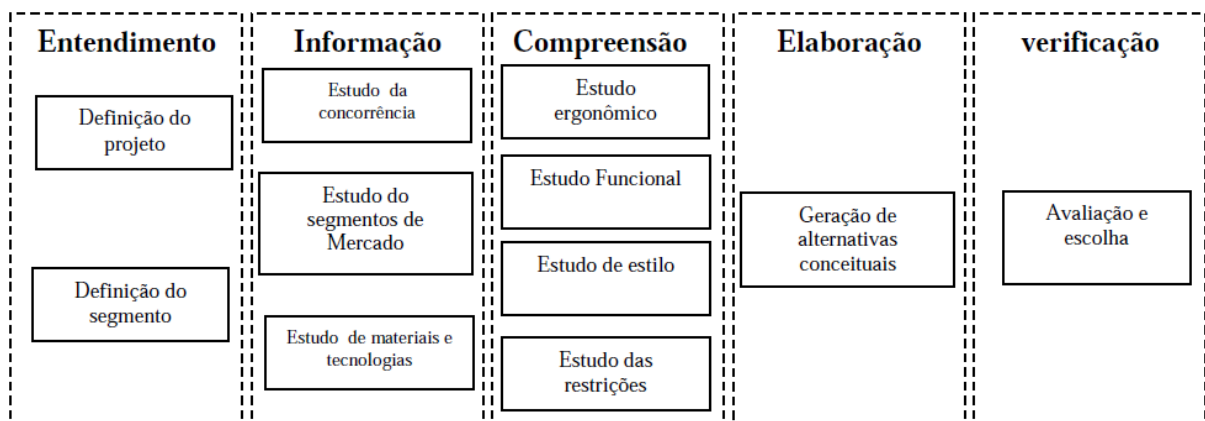 Entendimento
Definição do
projeto
Definição do
segmento
Informação
Estudo da
concorrência
Estudo do
segmentos de
Mercado
Estudo de materiais e
tecnologias
Compreensão
Estudo
ergonômico
Estudo Funcional
Estudo de estilo
Estudo das
restrições
Elaboração
Geração de
alternativas
conceituais
verificação
Avaliação e
escolha